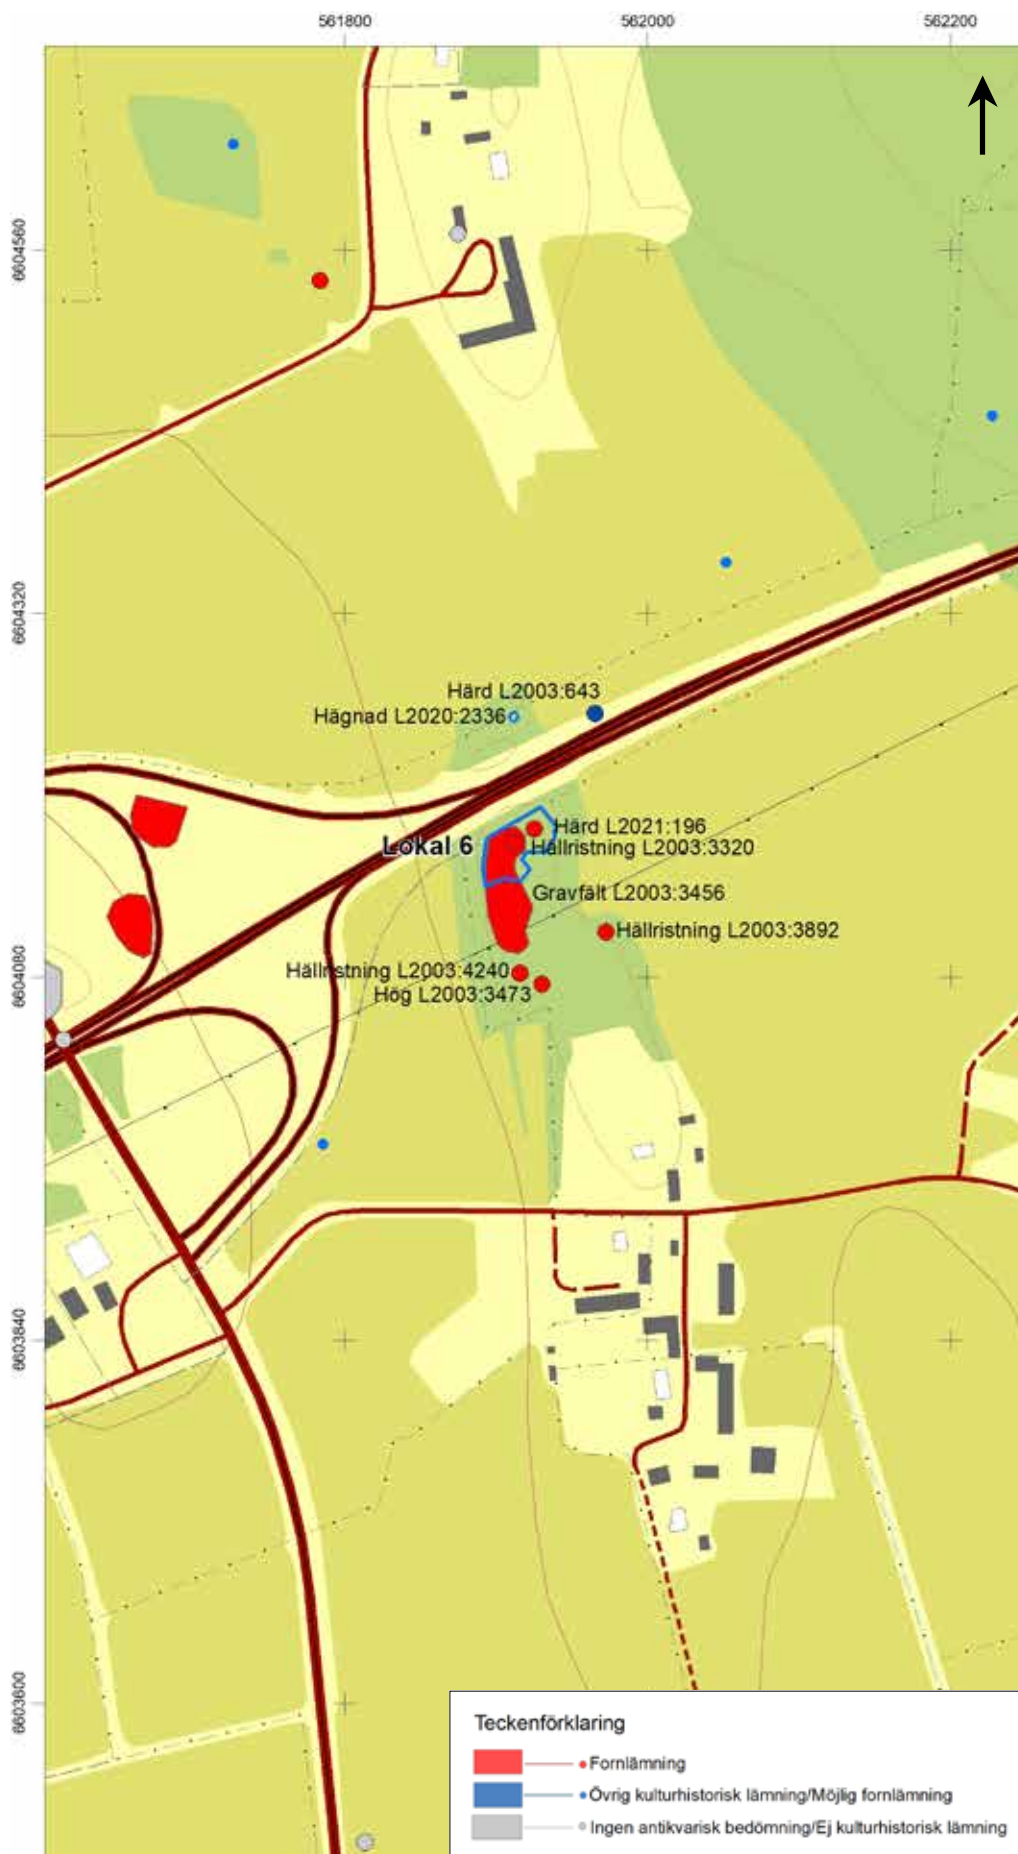 561800
562000
562200
6604560
6604320
Härd L2003:643
Hägnad L2020:2336
Härd L2021:196
Lokal 6
Hällristning L2003:3320
Gravfält L2003:3456
Hällristning L2003:3892
Hällristning L2003:4240
6604080
Hög L2003:3473
6603840
6603600
Teckenförklaring
Fornlämning
Övrig kulturhistorisk lämning/Möjlig fornlämning
Ingen antikvarisk bedömning/Ej kulturhistorisk lämning